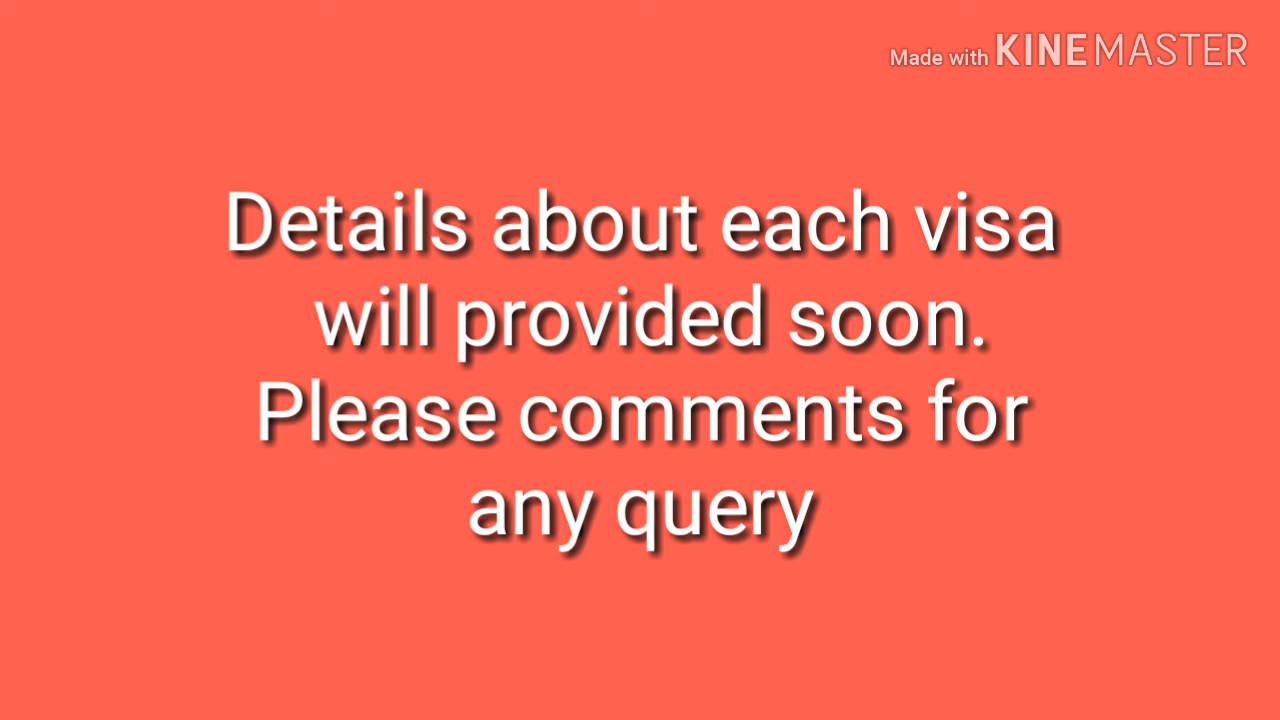 Made with KINEMASTER
Details about each visa
will provided soon.
Please comments for
any query